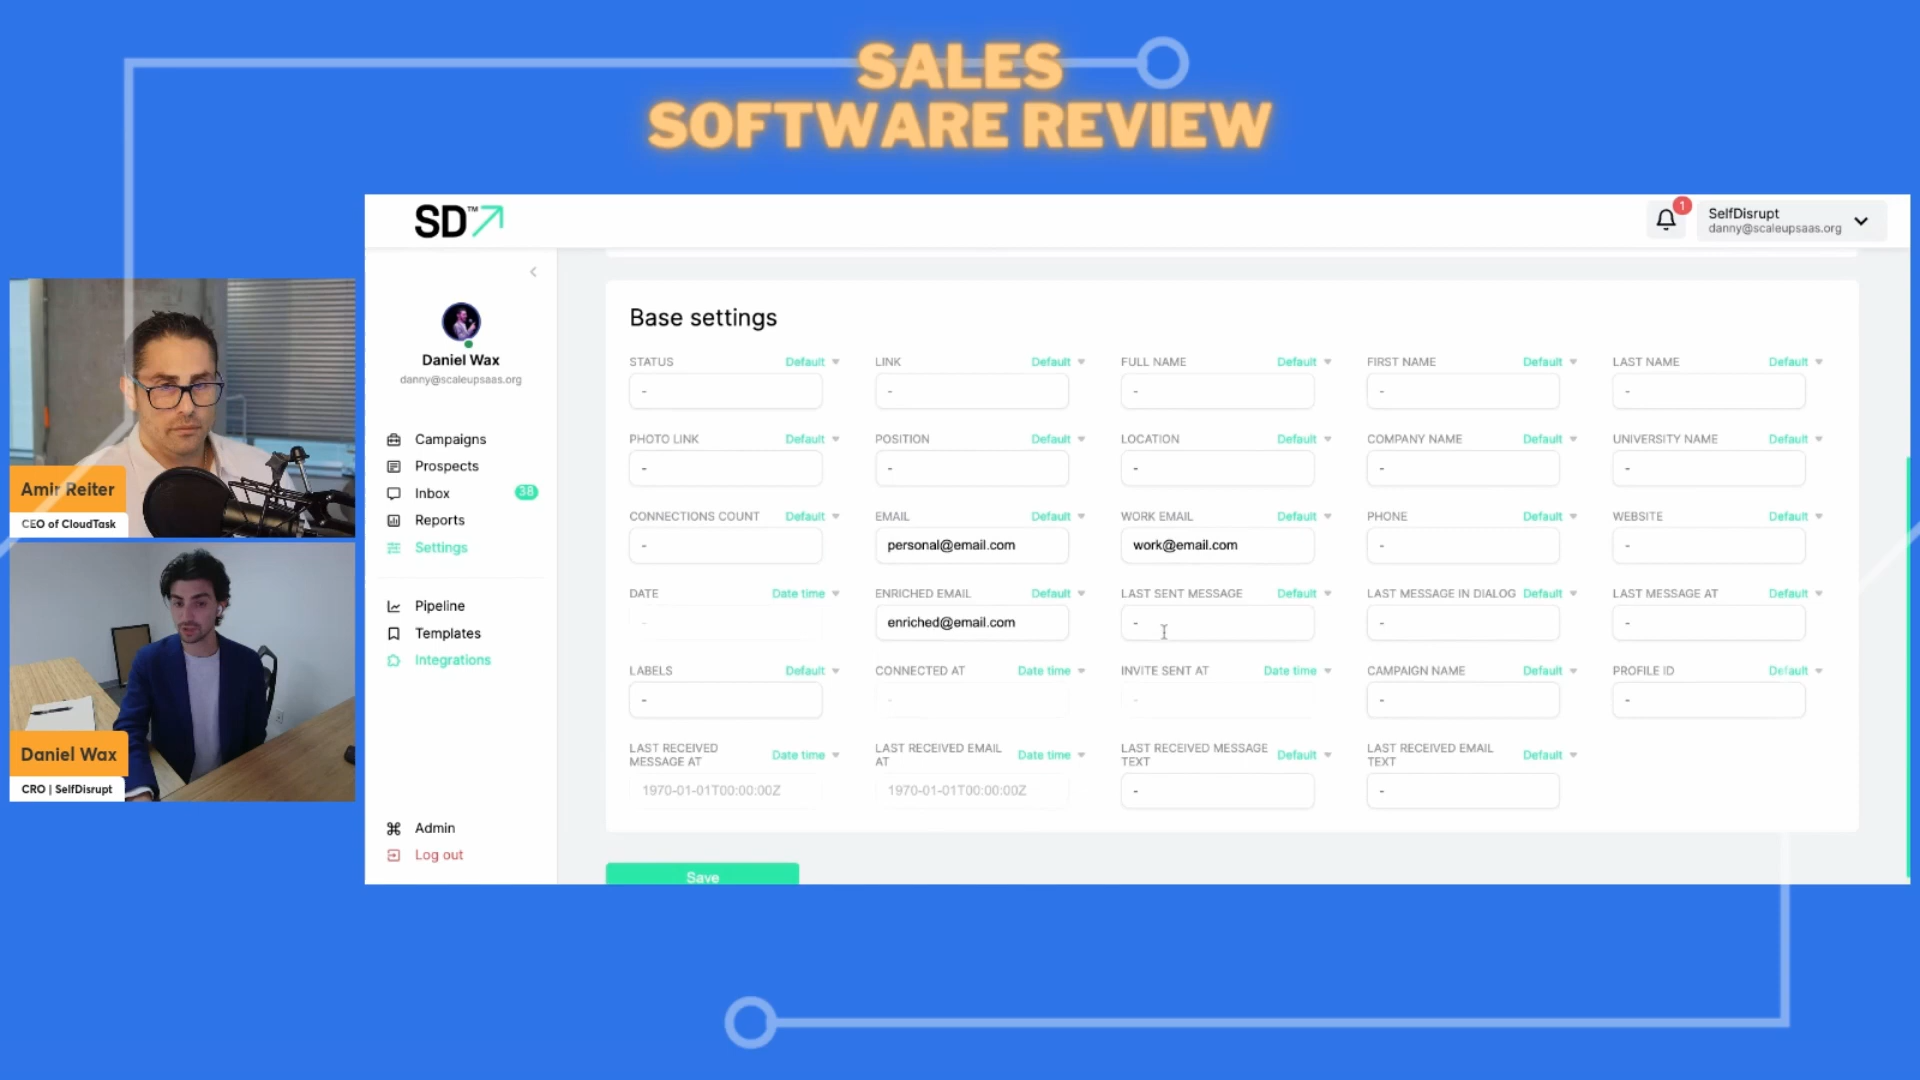 SALES
SOFTWARE REVIEW
SD™
1
SelfDisrupt
danny@scaleupsaas.org
Daniel Wax
danny@scaleupsaas.org
Campaigns
Prospects
Inbox 38
Reports
Settings
Pipeline
Templates
Integrations
Admin
Log out
Base settings
STATUS Default LINK Default FULL NAME Default FIRST NAME Default LAST NAME Default
- - - - -
PHOTO LINK Default POSITION Default LOCATION Default COMPANY NAME Default UNIVERSITY NAME Default
- - - - -
CONNECTIONS COUNT Default EMAIL Default WORK EMAIL Default PHONE Default WEBSITE Default
- personal@email.com work@email.com - -
DATE Date time ENRICHED EMAIL Default LAST SENT MESSAGE Default LAST MESSAGE IN DIALOG Default LAST MESSAGE AT Default
- enriched@email.com - - -
LABELS Default CONNECTED AT Date time INVITE SENT AT Date time CAMPAIGN NAME Default PROFILE ID Default
- - - - -
LAST RECEIVED MESSAGE AT Date time LAST RECEIVED EMAIL AT Date time LAST RECEIVED MESSAGE TEXT Default LAST RECEIVED EMAIL TEXT Default
1970-01-01T00:00:00Z 1970-01-01T00:00:00Z - -
Save
Amir Reiter
CEO of CloudTask
Daniel Wax
CRO | SelfDisrupt